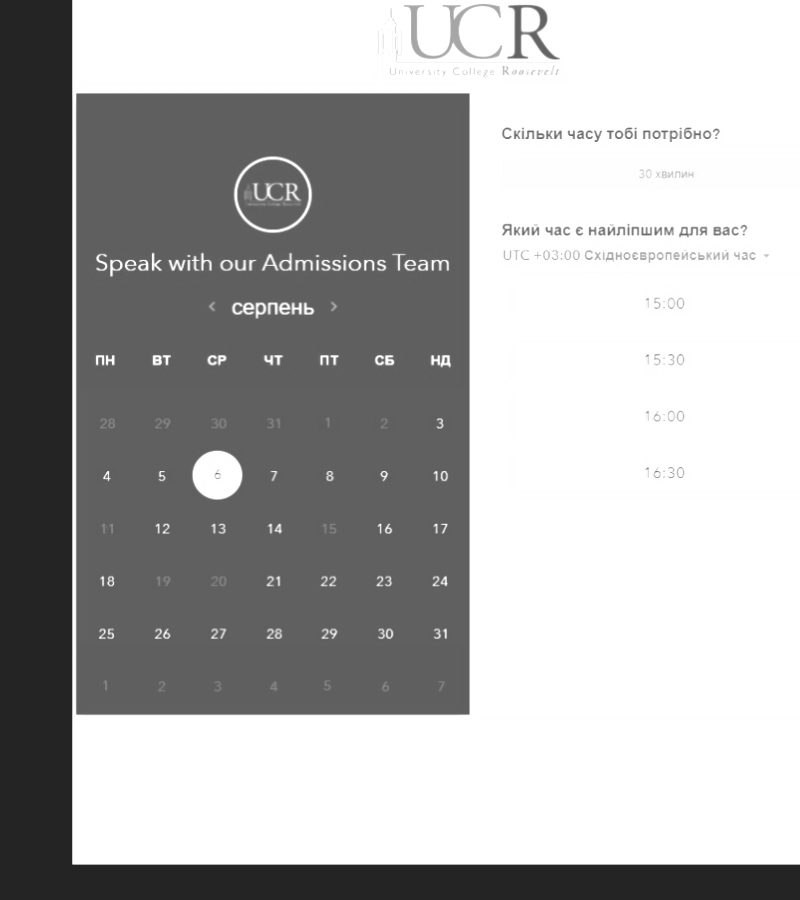 UCR
University College Roosevelt
UCR
Speak with our Admissions Team
серпень
ПН ВТ СР ЧТ ПТ СБ НД
28 29 30 31 1 2 3
4 5 6 7 8 9 10
11 12 13 14 15 16 17
18 19 20 21 22 23 24
25 26 27 28 29 30 31
1 2 3 4 5 6 7
Скільки часу тобі потрібно?
30 хвилин
Який час є найліпшим для вас?
UTC +03:00 Східноєвропейський час
15:00
15:30
16:00
16:30